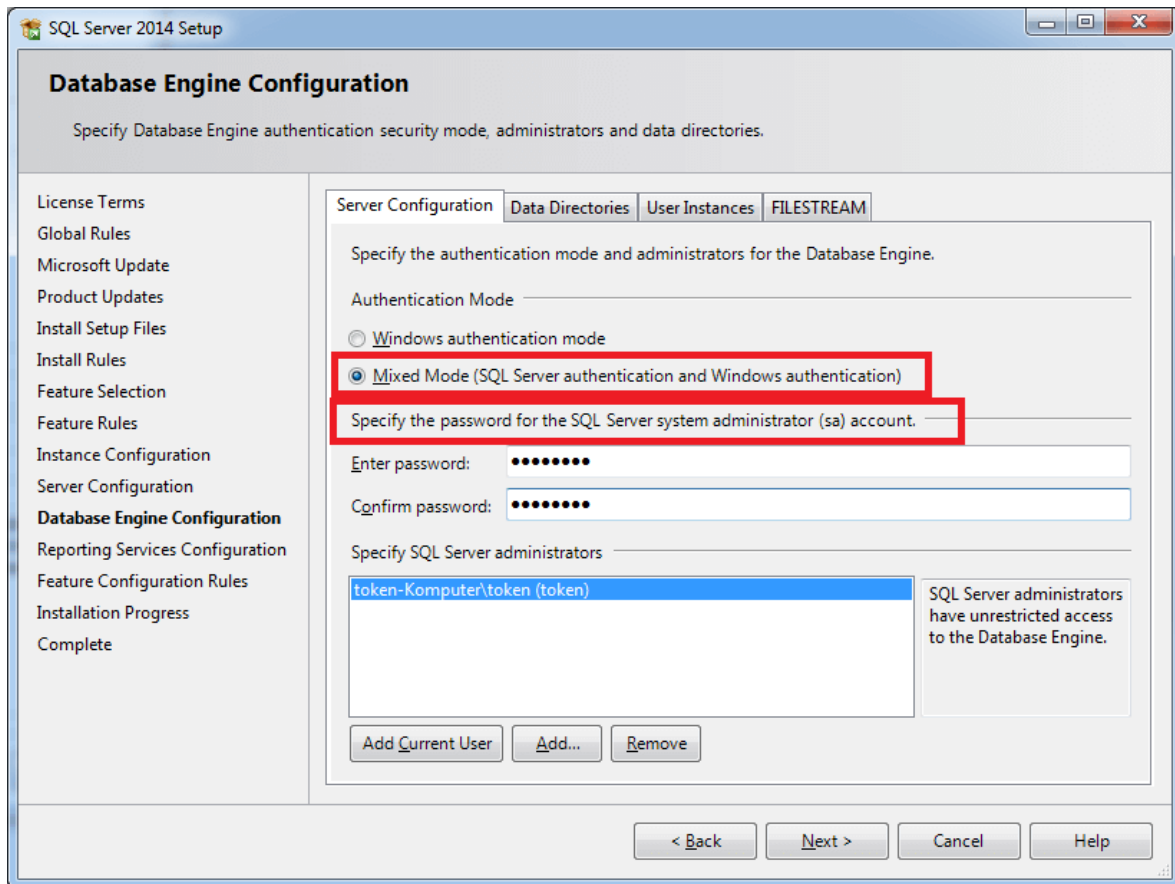 SQL Server 2014 Setup
Database Engine Configuration
Specify Database Engine authentication security mode, administrators and data directories.
License Terms
Global Rules
Microsoft Update
Product Updates
Install Setup Files
Install Rules
Feature Selection
Feature Rules
Instance Configuration
Server Configuration
Database Engine Configuration
Reporting Services Configuration
Feature Configuration Rules
Installation Progress
Complete
Server Configuration Data Directories User Instances FILESTREAM
Specify the authentication mode and administrators for the Database Engine.
Authentication Mode
Windows authentication mode
Mixed Mode (SQL Server authentication and Windows authentication)
Specify the password for the SQL Server system administrator (sa) account.
Enter password: ●●●●●●●●
Confirm password: ●●●●●●●●
Specify SQL Server administrators
token-Komputer\token (token)
SQL Server administrators
have unrestricted access
to the Database Engine.
Add Current User Add... Remove
< Back Next > Cancel Help